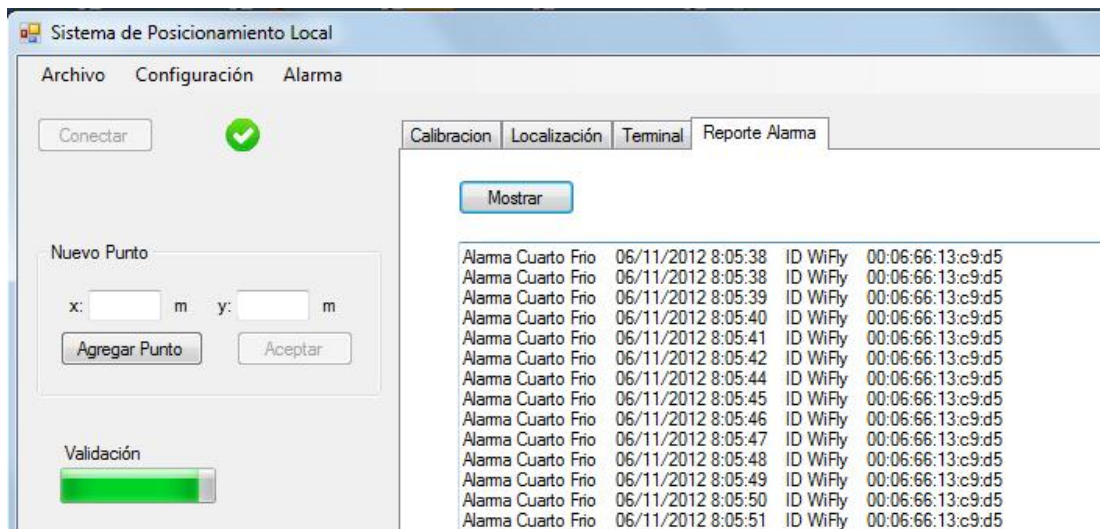 Sistema de Posicionamiento Local
Archivo Configuración Alarma
Conectar
Calibracion Localización Terminal Reporte Alarma
Mostrar
Nuevo Punto
x: m y: m
Agregar Punto Aceptar
Validación
Alarma Cuarto Frio 06/11/2012 8:05:38 ID WiFly 00:06:66:13:c9:d5
Alarma Cuarto Frio 06/11/2012 8:05:38 ID WiFly 00:06:66:13:c9:d5
Alarma Cuarto Frio 06/11/2012 8:05:39 ID WiFly 00:06:66:13:c9:d5
Alarma Cuarto Frio 06/11/2012 8:05:40 ID WiFly 00:06:66:13:c9:d5
Alarma Cuarto Frio 06/11/2012 8:05:41 ID WiFly 00:06:66:13:c9:d5
Alarma Cuarto Frio 06/11/2012 8:05:42 ID WiFly 00:06:66:13:c9:d5
Alarma Cuarto Frio 06/11/2012 8:05:44 ID WiFly 00:06:66:13:c9:d5
Alarma Cuarto Frio 06/11/2012 8:05:45 ID WiFly 00:06:66:13:c9:d5
Alarma Cuarto Frio 06/11/2012 8:05:46 ID WiFly 00:06:66:13:c9:d5
Alarma Cuarto Frio 06/11/2012 8:05:47 ID WiFly 00:06:66:13:c9:d5
Alarma Cuarto Frio 06/11/2012 8:05:48 ID WiFly 00:06:66:13:c9:d5
Alarma Cuarto Frio 06/11/2012 8:05:49 ID WiFly 00:06:66:13:c9:d5
Alarma Cuarto Frio 06/11/2012 8:05:50 ID WiFly 00:06:66:13:c9:d5
Alarma Cuarto Frio 06/11/2012 8:05:51 ID WiFly 00:06:66:13:c9:d5